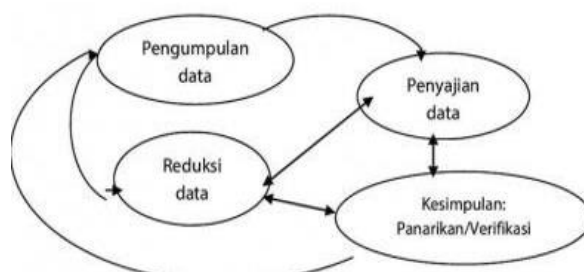 Pengumpulan
data
Penyajian
data
Reduksi
data
Kesimpulan:
Panarikan/Verifikasi